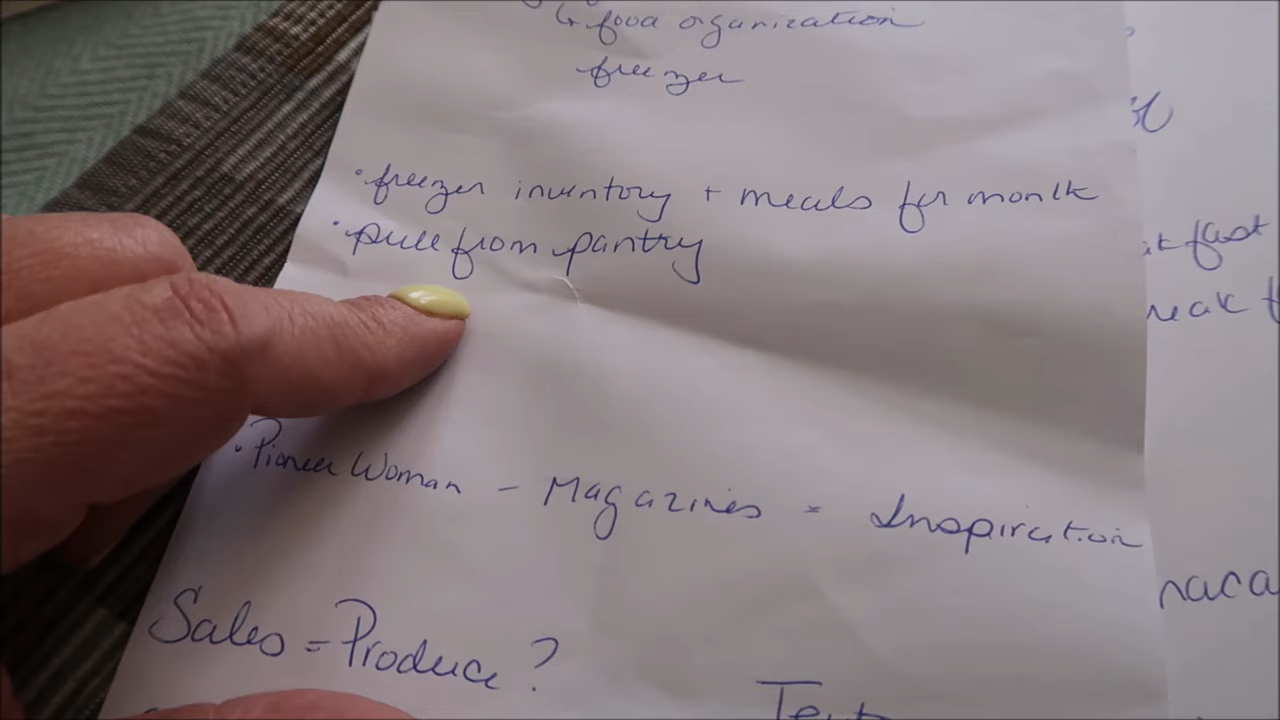 ↳ food organization
freezer
• freezer inventory + meals for month
• pull from pantry
• Pioneer Woman - Magazines = Inspiration
Sales = Produce ?